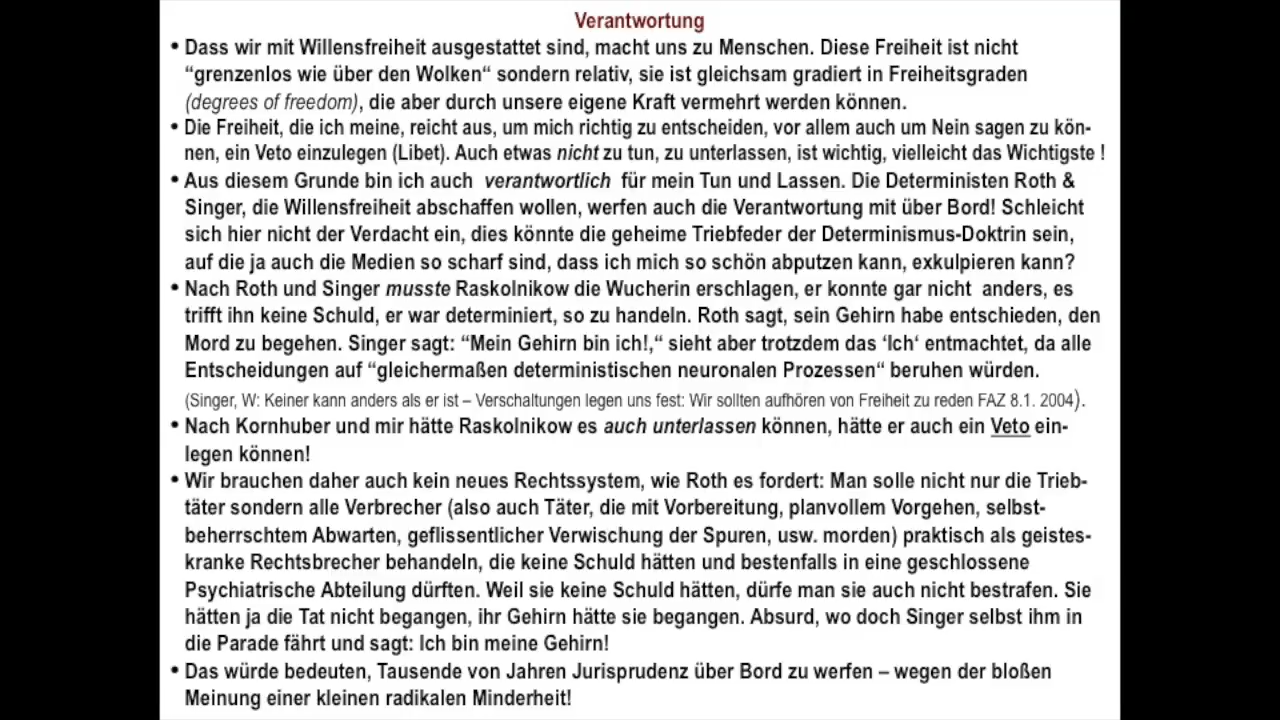 Verantwortung
• Dass wir mit Willensfreiheit ausgestattet sind, macht uns zu Menschen. Diese Freiheit ist nicht
“grenzenlos wie über den Wolken“ sondern relativ, sie ist gleichsam gradiert in Freiheitsgraden
(degrees of freedom), die aber durch unsere eigene Kraft vermehrt werden können.
• Die Freiheit, die ich meine, reicht aus, um mich richtig zu entscheiden, vor allem auch um Nein sagen zu kön-
nen, ein Veto einzulegen (Libet). Auch etwas nicht zu tun, zu unterlassen, ist wichtig, vielleicht das Wichtigste !
• Aus diesem Grunde bin ich auch verantwortlich für mein Tun und Lassen. Die Deterministen Roth &
Singer, die Willensfreiheit abschaffen wollen, werfen auch die Verantwortung mit über Bord! Schleicht
sich hier nicht der Verdacht ein, dies könnte die geheime Triebfeder der Determinismus-Doktrin sein,
auf die ja auch die Medien so scharf sind, dass ich mich so schön abputzen kann, exkulpieren kann?
• Nach Roth und Singer musste Raskolnikow die Wucherin erschlagen, er konnte gar nicht anders, es
trifft ihn keine Schuld, er war determiniert, so zu handeln. Roth sagt, sein Gehirn habe entschieden, den
Mord zu begehen. Singer sagt: “Mein Gehirn bin ich!,“ sieht aber trotzdem das ‘Ich‘ entmachtet, da alle
Entscheidungen auf “gleichermaßen deterministischen neuronalen Prozessen“ beruhen würden.
(Singer, W: Keiner kann anders als er ist – Verschaltungen legen uns fest: Wir sollten aufhören von Freiheit zu reden FAZ 8.1. 2004).
• Nach Kornhuber und mir hätte Raskolnikow es auch unterlassen können, hätte er auch ein Veto ein-
legen können!
• Wir brauchen daher auch kein neues Rechtssystem, wie Roth es fordert: Man solle nicht nur die Trieb-
täter sondern alle Verbrecher (also auch Täter, die mit Vorbereitung, planvollem Vorgehen, selbst-
beherrschtem Abwarten, geflissentlicher Verwischung der Spuren, usw. morden) praktisch als geistes-
kranke Rechtsbrecher behandeln, die keine Schuld hätten und bestenfalls in eine geschlossene
Psychiatrische Abteilung dürften. Weil sie keine Schuld hätten, dürfe man sie auch nicht bestrafen. Sie
hätten ja die Tat nicht begangen, ihr Gehirn hätte sie begangen. Absurd, wo doch Singer selbst ihm in
die Parade fährt und sagt: Ich bin meine Gehirn!
• Das würde bedeuten, Tausende von Jahren Jurisprudenz über Bord zu werfen – wegen der bloßen
Meinung einer kleinen radikalen Minderheit!